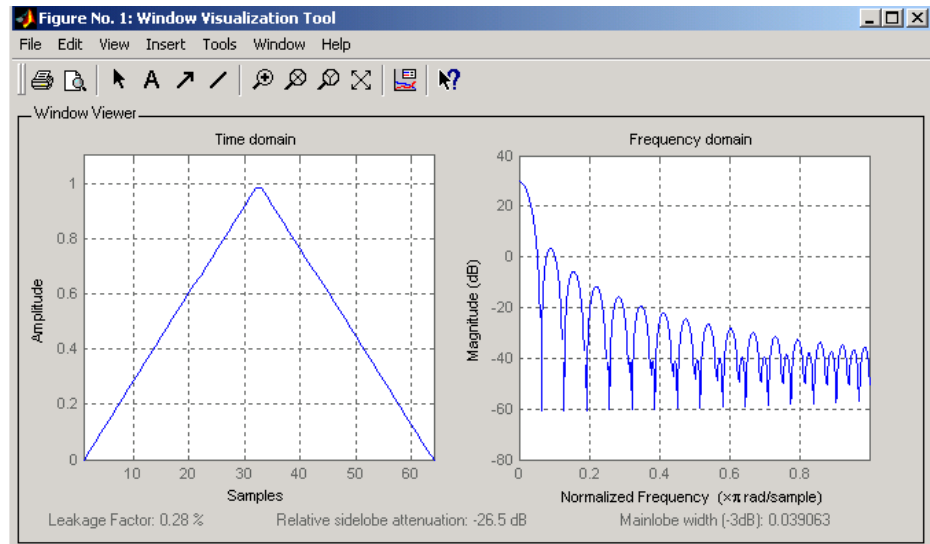 Figure No. 1: Window Visualization Tool
File Edit View Insert Tools Window Help
A
Window Viewer
Time domain
Amplitude
1
0.8
0.6
0.4
0.2
0
10 20 30 40 50 60
Samples
Frequency domain
Magnitude (dB)
40
20
0
-20
-40
-60
-80
0 0.2 0.4 0.6 0.8
Normalized Frequency (×π rad/sample)
Leakage Factor: 0.28 % Relative sidelobe attenuation: -26.5 dB Mainlobe width (-3dB): 0.039063